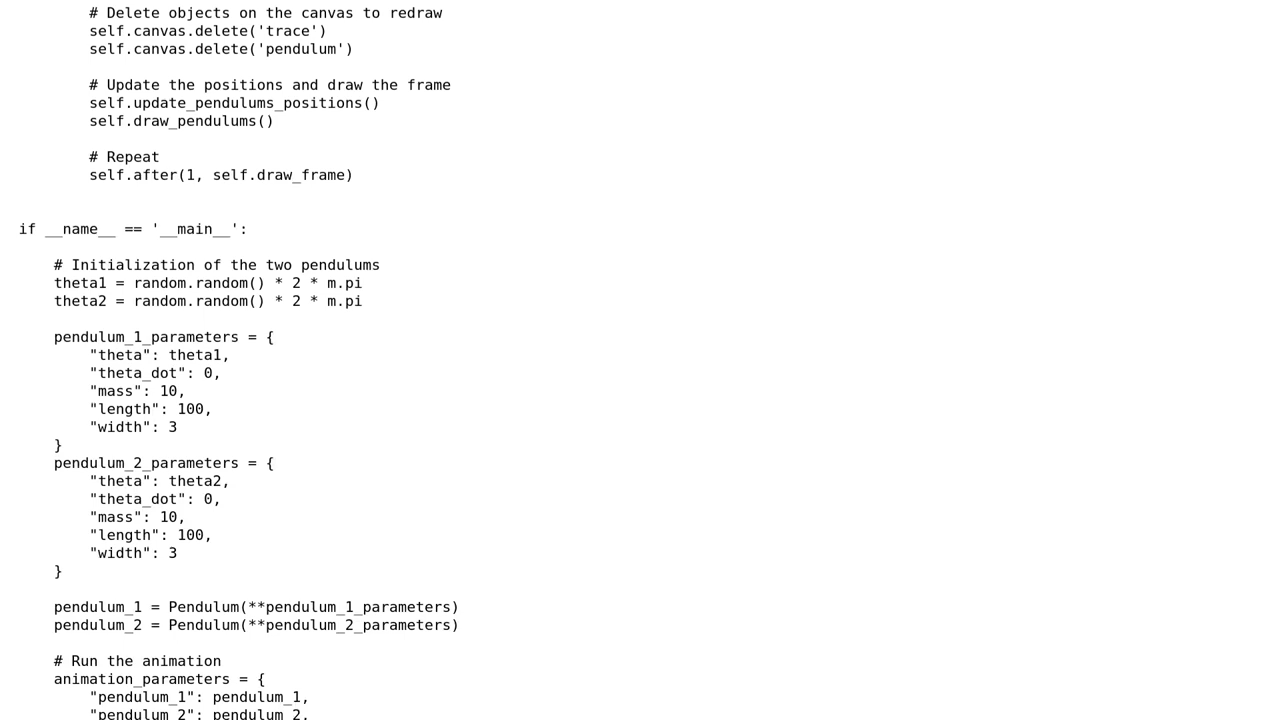 # Delete objects on the canvas to redraw
        self.canvas.delete('trace')
        self.canvas.delete('pendulum')

        # Update the positions and draw the frame
        self.update_pendulums_positions()
        self.draw_pendulums()

        # Repeat
        self.after(1, self.draw_frame)


if __name__ == '__main__':

    # Initialization of the two pendulums
    theta1 = random.random() * 2 * m.pi
    theta2 = random.random() * 2 * m.pi

    pendulum_1_parameters = {
        "theta": theta1,
        "theta_dot": 0,
        "mass": 10,
        "length": 100,
        "width": 3
    }
    pendulum_2_parameters = {
        "theta": theta2,
        "theta_dot": 0,
        "mass": 10,
        "length": 100,
        "width": 3
    }

    pendulum_1 = Pendulum(**pendulum_1_parameters)
    pendulum_2 = Pendulum(**pendulum_2_parameters)

    # Run the animation
    animation_parameters = {
        "pendulum_1": pendulum_1,
        "pendulum_2": pendulum_2,